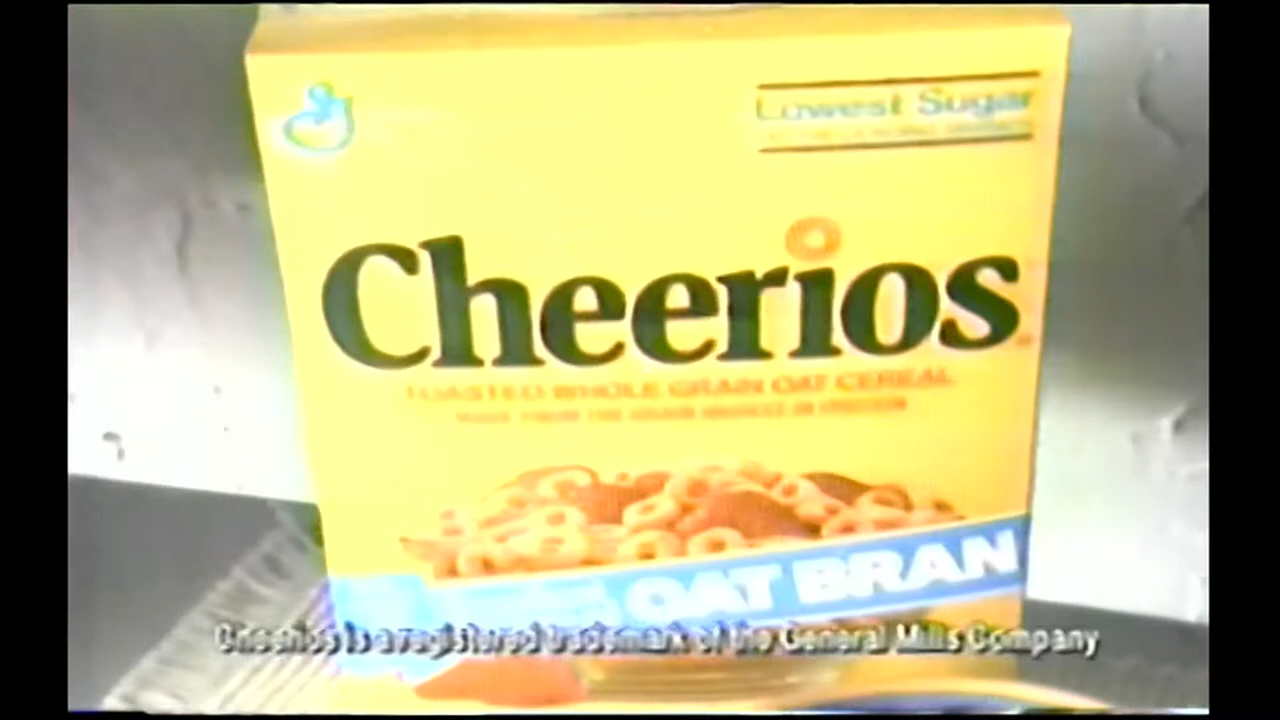 Lowest Sugar
Cheerios
TOASTED WHOLE GRAIN OAT CEREAL
OAT BRAN
Cheerios is a registered trademark of the General Mills Company